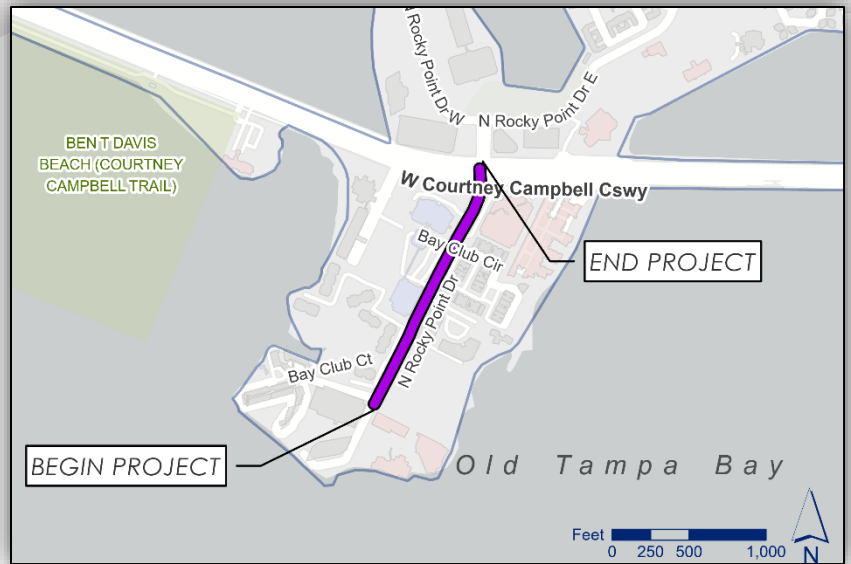 N Rocky Point Dr W
N Rocky Point Dr E
BEN T DAVIS
BEACH (COURTNEY
CAMPBELL TRAIL)
W Courtney Campbell Cswy
Bay Club Cir
END PROJECT
N Rocky Point Dr
Bay Club Ct
BEGIN PROJECT
Old Tampa Bay
Feet
0 250 500 1,000
N